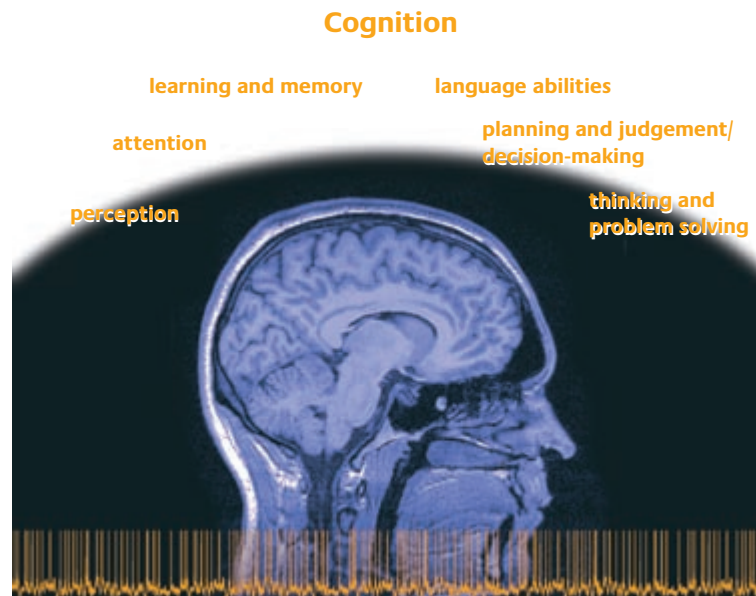 Cognition
learning and memory
language abilities
attention
planning and judgement/
decision-making
perception
thinking and
problem solving